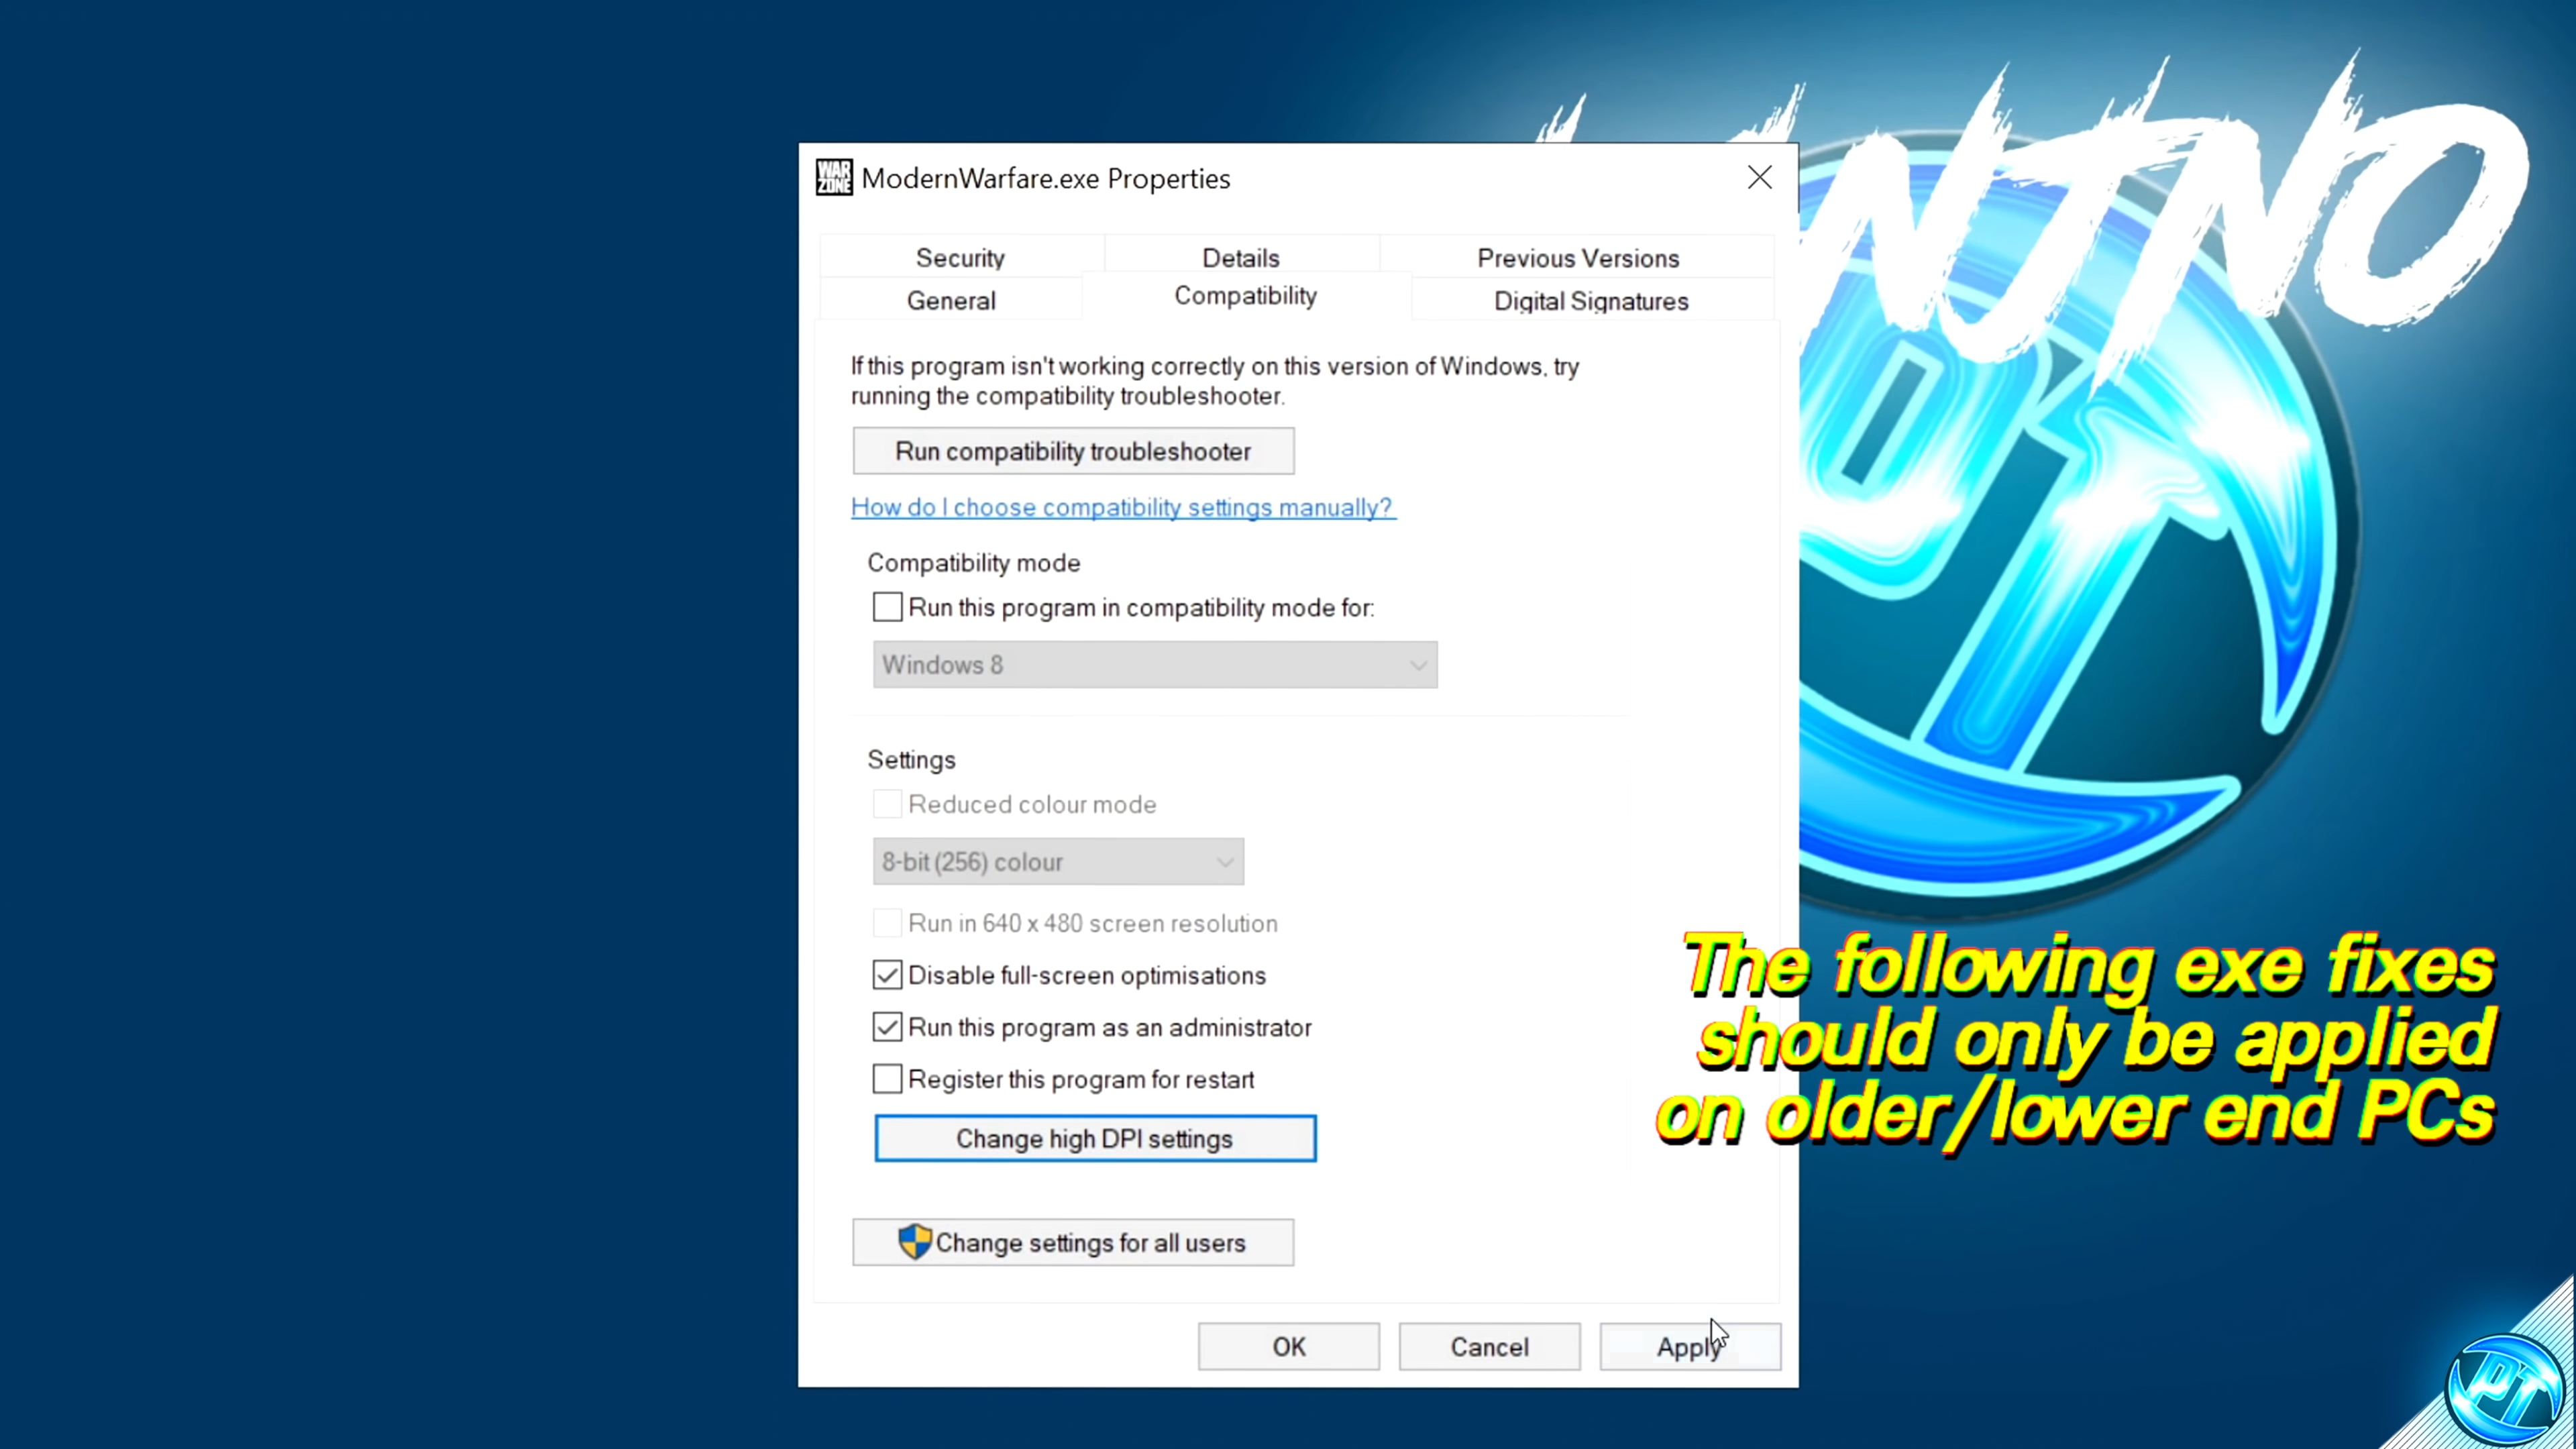 NJNO
WAR
ZONE
ModernWarfare.exe Properties
Security
Details
Previous Versions
General
Compatibility
Digital Signatures
If this program isn't working correctly on this version of Windows, try
running the compatibility troubleshooter.
Run compatibility troubleshooter
How do I choose compatibility settings manually?
Compatibility mode
Run this program in compatibility mode for:
Windows 8
Settings
Reduced colour mode
8-bit (256) colour
Run in 640 x 480 screen resolution
Disable full-screen optimisations
Run this program as an administrator
Register this program for restart
Change high DPI settings
Change settings for all users
OK
Cancel
Apply
The following exe fixes
should only be applied
on older/lower end PCs
PT